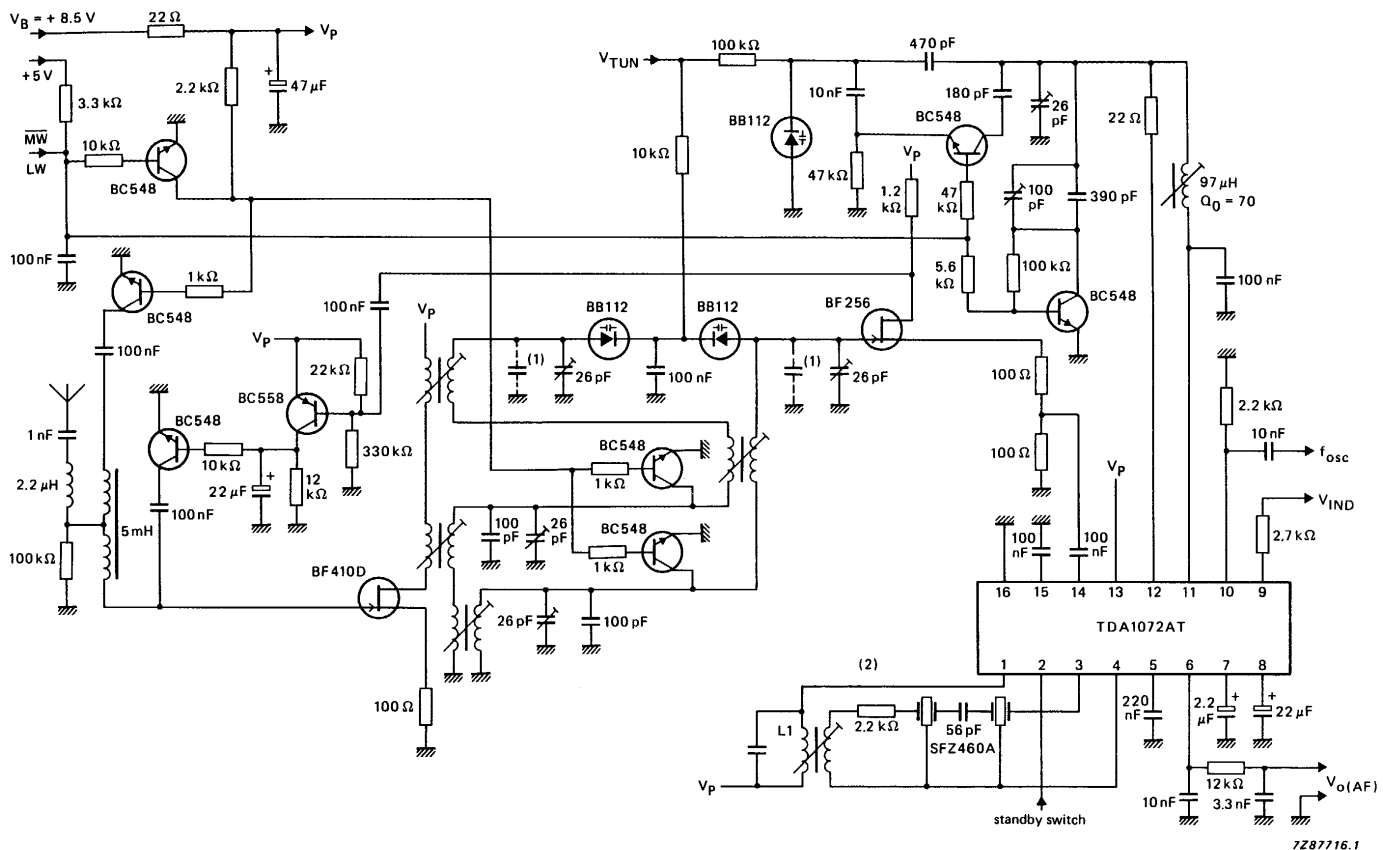 V_B = + 8.5 V
22 Ω
V_P
+5 V
3.3 kΩ
2.2 kΩ
+
47 μF
M̅W̅
LW
10 kΩ
BC548
100 nF
1 kΩ
BC548
100 nF
V_TUN
100 kΩ
470 pF
10 nF
180 pF
26 pF
BB112
BC548
22 Ω
10 kΩ
47 kΩ
V_P
1.2 kΩ
47 kΩ
100 pF
390 pF
97 μH
Q_0 = 70
5.6 kΩ
100 kΩ
BC548
100 nF
100 nF
V_P
BB112
BB112
BF256
V_P
22 kΩ
(1)
26 pF
100 nF
(1)
26 pF
100 Ω
2.2 kΩ
BC558
BC548
1 nF
10 kΩ
330 kΩ
BC548
1 kΩ
100 Ω
10 nF
f_osc
2.2 μH
22 μF
+
12 kΩ
V_P
V_IND
5 mH
100 nF
100 pF
26 pF
BC548
1 kΩ
100 nF
100 nF
2.7 kΩ
100 kΩ
BF410D
16 15 14 13 12 11 10 9
26 pF
100 pF
TDA1072AT
1 2 3 4 5 6 7 8
100 Ω
(2)
L1
2.2 kΩ
56 pF
SFZ460A
220 nF
2.2 μF
+
+
22 μF
V_P
10 nF
12 kΩ
3.3 nF
V_o(AF)
standby switch
7Z87716.1